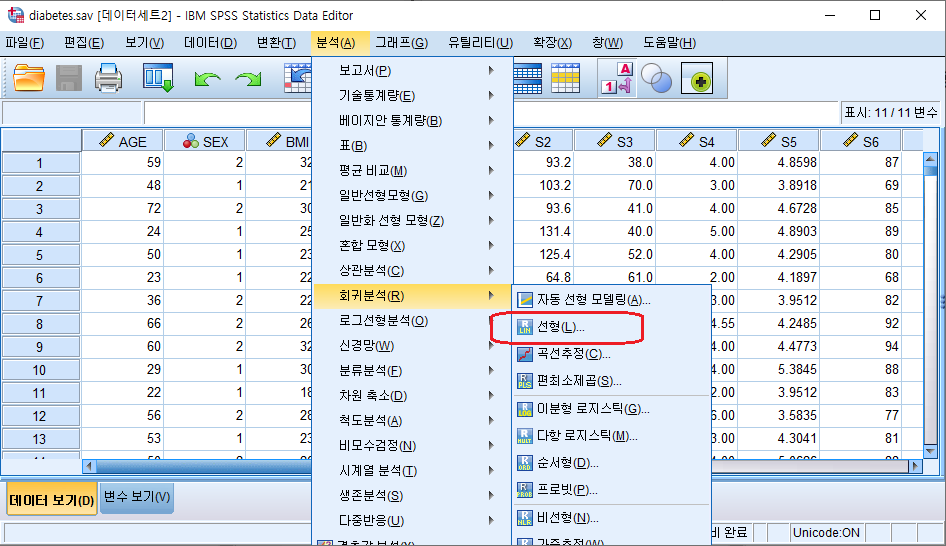 diabetes.sav [데이터세트2] - IBM SPSS Statistics Data Editor
파일(F) 편집(E) 보기(V) 데이터(D) 변환(T) 분석(A) 그래프(G) 유틸리티(U) 확장(X) 창(W) 도움말(H)
보고서(P)
기술통계량(E)
베이지안 통계량(B)
표(B)
평균 비교(M)
일반선형모형(G)
일반화 선형 모형(Z)
혼합 모형(X)
상관분석(C)
회귀분석(R)
로그선형분석(O)
신경망(W)
분류분석(F)
차원 축소(D)
척도분석(A)
비모수검정(N)
시계열 분석(T)
생존분석(S)
다중반응(U)
자동 선형 모델링(A)...
선형(L)...
곡선추정(C)...
편최소제곱(S)...
이분형 로지스틱(G)...
다항 로지스틱(M)...
순서형(D)...
프로빗(P)...
비선형(N)...
표시: 11 / 11 변수
AGE SEX BMI S2 S3 S4 S5 S6
1 59 2 32 93.2 38.0 4.00 4.8598 87
2 48 1 21 103.2 70.0 3.00 3.8918 69
3 72 2 30 93.6 41.0 4.00 4.6728 85
4 24 1 25 131.4 40.0 5.00 4.8903 89
5 50 1 23 125.4 52.0 4.00 4.2905 80
6 23 1 22 64.8 61.0 2.00 4.1897 68
7 36 2 22 3.00 3.9512 82
8 66 2 26 4.55 4.2485 92
9 60 2 32 4.00 4.4773 94
10 29 1 30 4.00 5.3845 88
11 22 1 18 3.00 3.9512 83
12 56 2 28 3.00 3.5835 77
13 53 1 23 3.00 4.3041 81
데이터 보기(D) 변수 보기(V)
비 완료 Unicode:ON